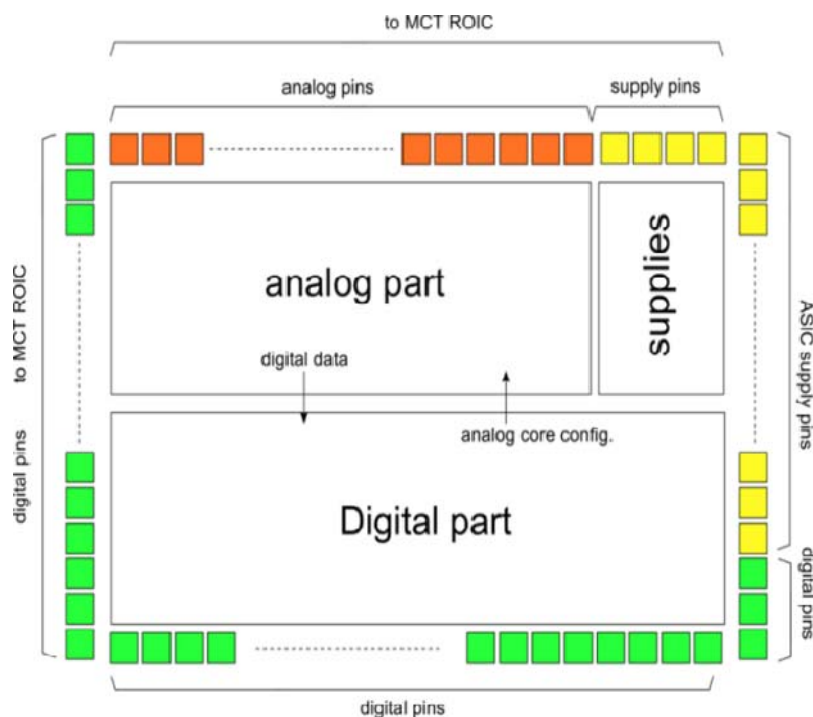 to MCT ROIC
analog pins
supply pins
to MCT ROIC
digital pins
analog part
supplies
ASIC supply pins
digital pins
digital data
analog core config.
Digital part
digital pins